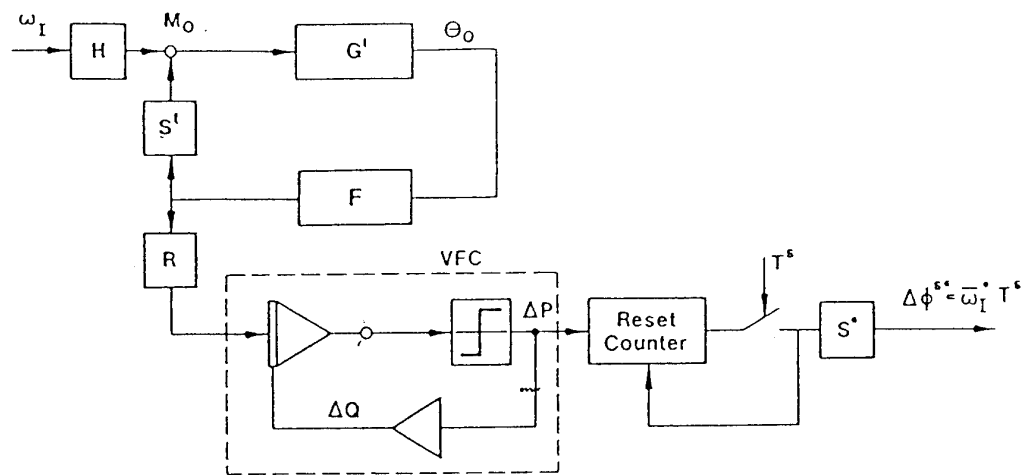 ω_I
H
M_O
G'
Θ_O
S'
F
R
VFC
ΔP
ΔQ
Reset
Counter
T^s
S*
Δϕ^s* = ω̅_I* T^s